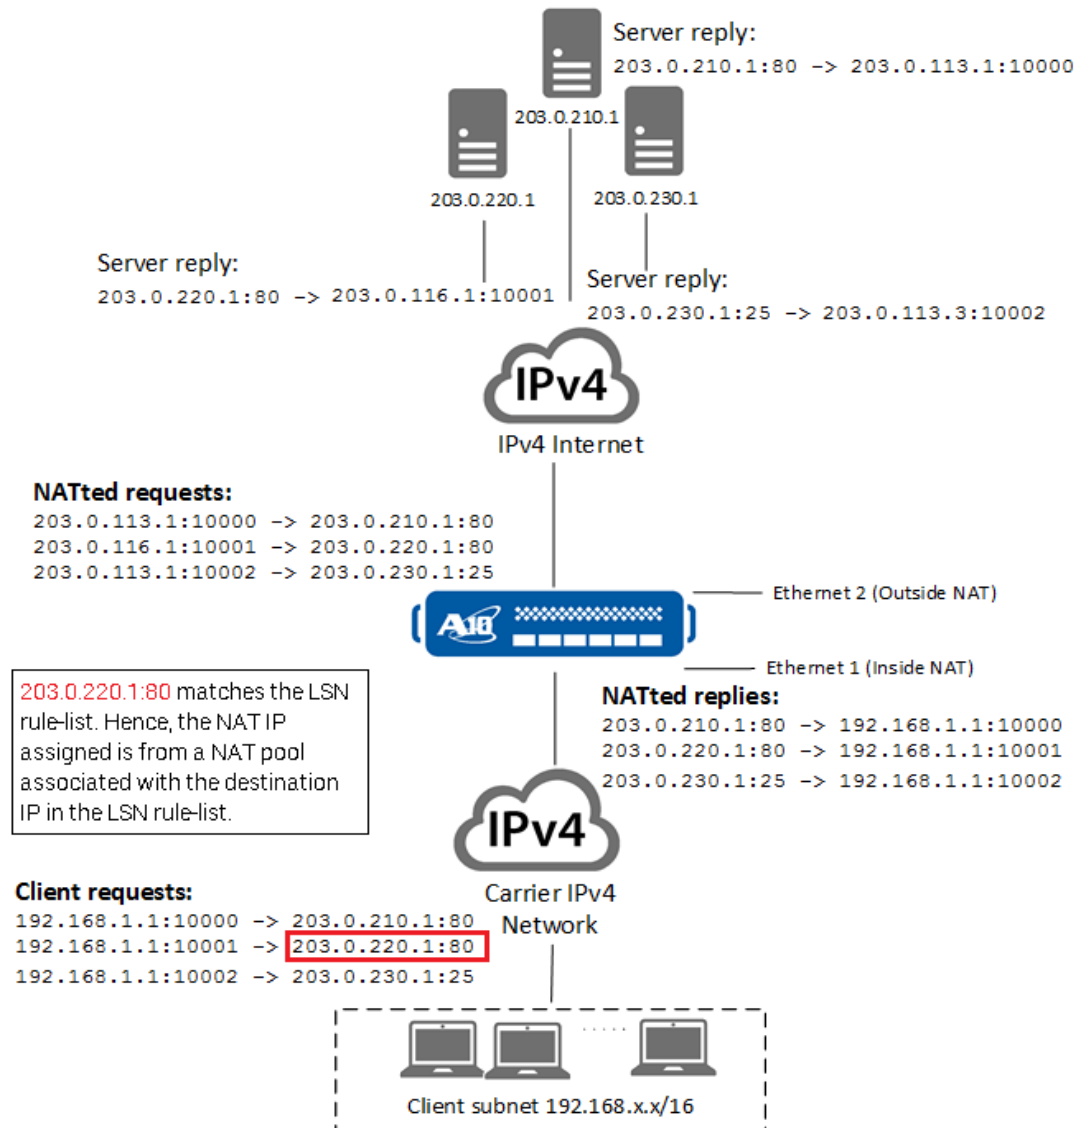 Server reply:
203.0.210.1:80 -> 203.0.113.1:10000
203.0.210.1
203.0.220.1
203.0.230.1
Server reply:
203.0.220.1:80 -> 203.0.116.1:10001
Server reply:
203.0.230.1:25 -> 203.0.113.3:10002
IPv4
IPv4 Internet
NATted requests:
203.0.113.1:10000 -> 203.0.210.1:80
203.0.116.1:10001 -> 203.0.220.1:80
203.0.113.1:10002 -> 203.0.230.1:25
Ethernet 2 (Outside NAT)
A10
Ethernet 1 (Inside NAT)
203.0.220.1:80 matches the LSN
rule-list. Hence, the NAT IP
assigned is from a NAT pool
associated with the destination
IP in the LSN rule-list.
NATted replies:
203.0.210.1:80 -> 192.168.1.1:10000
203.0.220.1:80 -> 192.168.1.1:10001
203.0.230.1:25 -> 192.168.1.1:10002
IPv4
Carrier IPv4
Network
Client requests:
192.168.1.1:10000 -> 203.0.210.1:80
192.168.1.1:10001 -> 203.0.220.1:80
192.168.1.1:10002 -> 203.0.230.1:25
.....
Client subnet 192.168.x.x/16